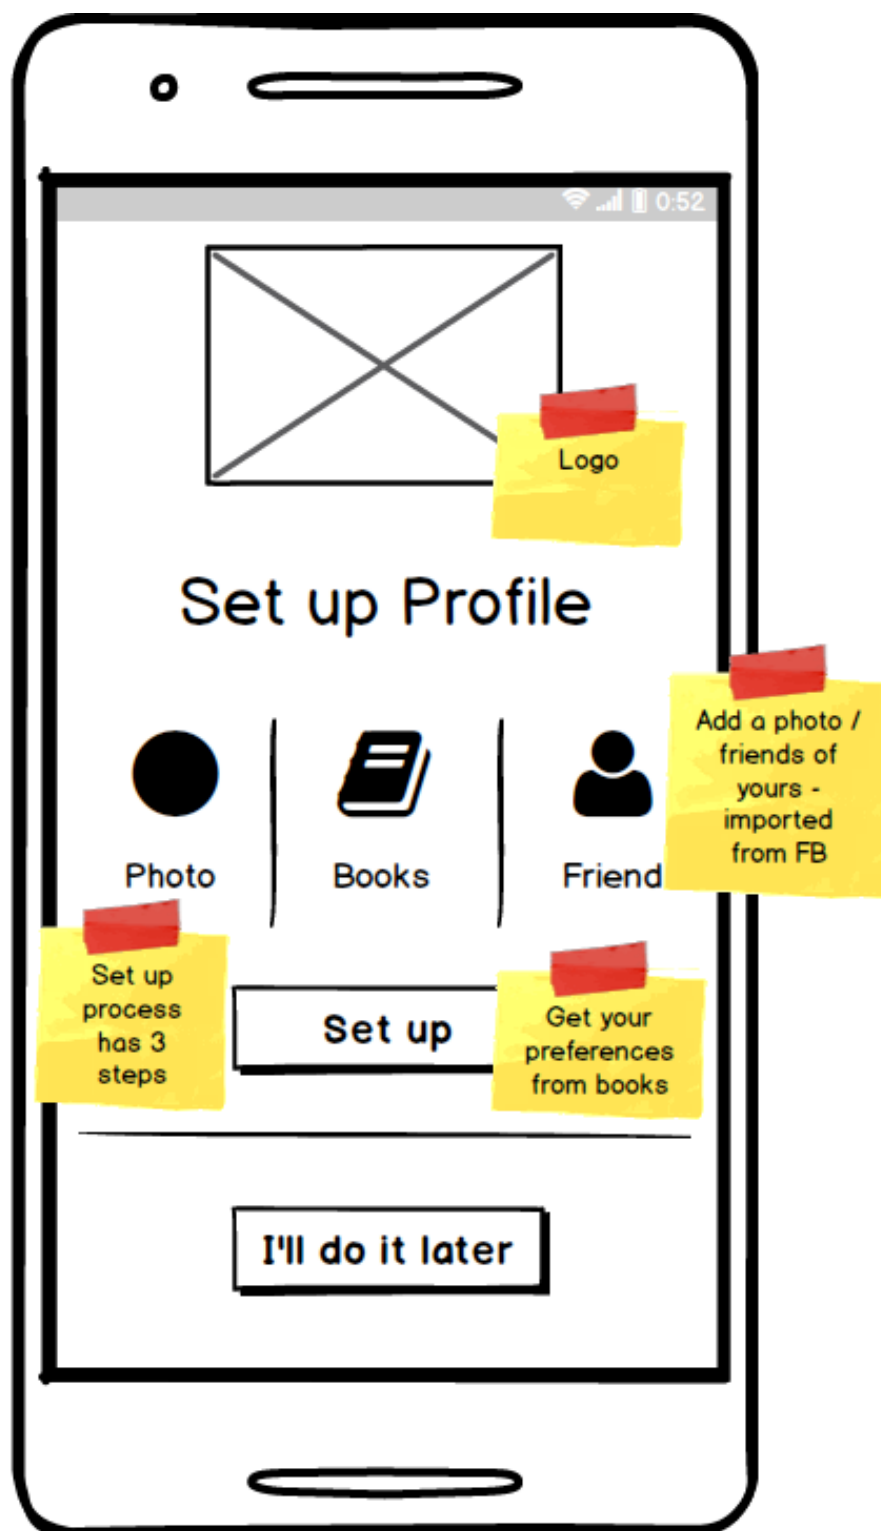 0:52
Logo
Set up Profile
Add a photo /
friends of
yours -
imported
from FB
Photo
Books
Friend
Set up
process
has 3
steps
Set up
Get your
preferences
from books
I'll do it later